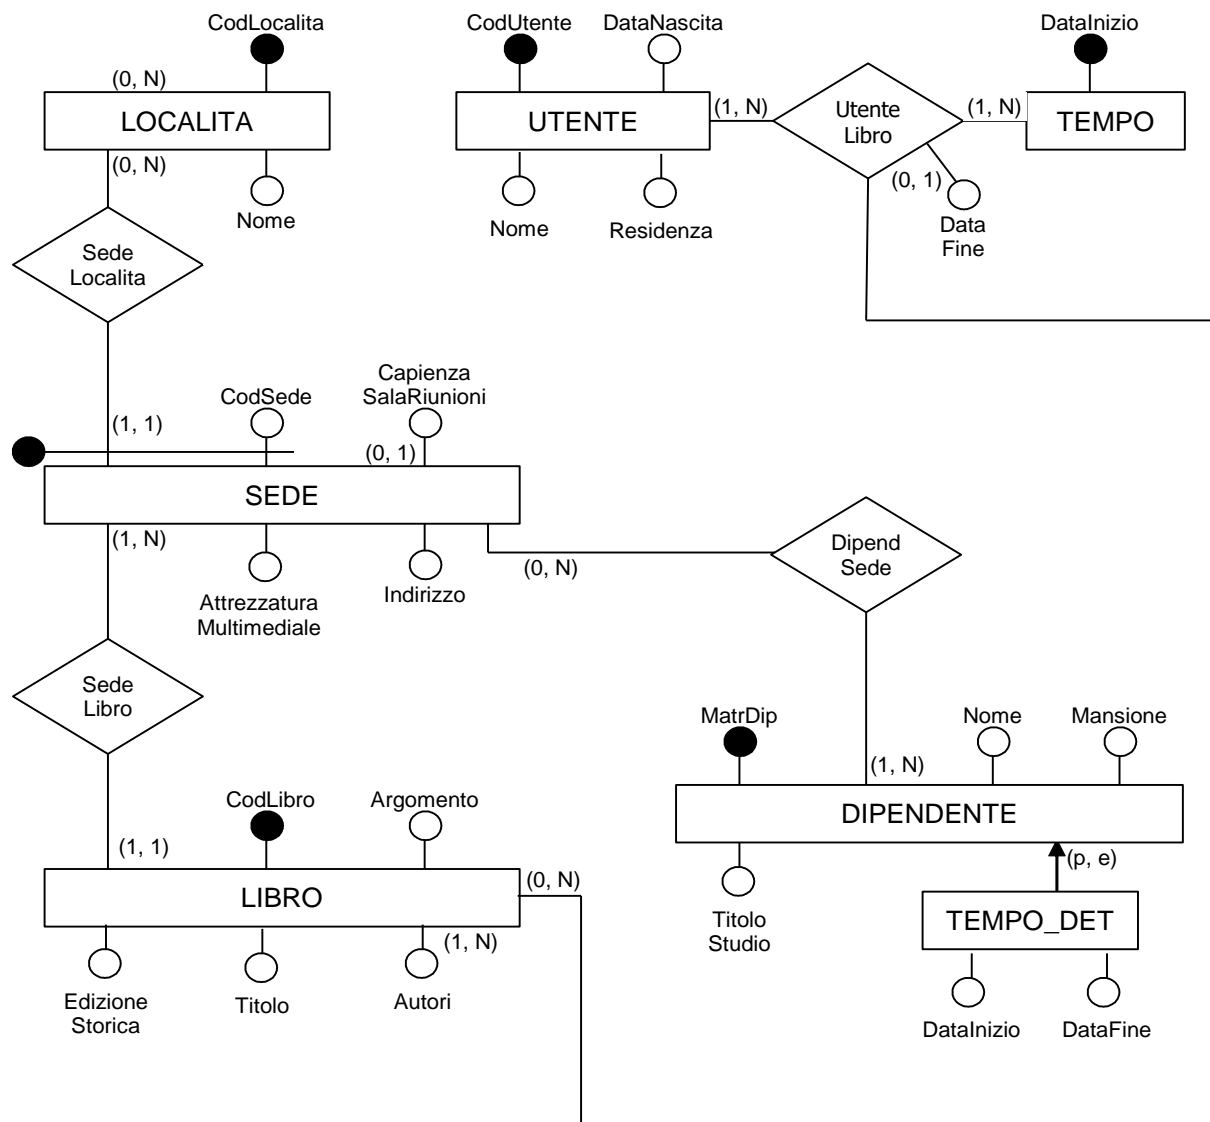 CodLocalita
CodUtente
DataNascita
DataInizio
(0, N)
LOCALITA
UTENTE
(1, N)
Utente
Libro
(1, N)
TEMPO
(0, N)
Nome
Nome
Residenza
(0, 1)
Data
Fine
Sede
Localita
CodSede
Capienza
SalaRiunioni
(1, 1)
(0, 1)
SEDE
(1, N)
(0, N)
Dipend
Sede
Attrezzatura
Multimediale
Indirizzo
Sede
Libro
MatrDip
Nome
Mansione
(1, N)
CodLibro
Argomento
DIPENDENTE
(1, 1)
(0, N)
(p, e)
LIBRO
(1, N)
Titolo
Studio
TEMPO_DET
Edizione
Storica
Titolo
Autori
DataInizio
DataFine